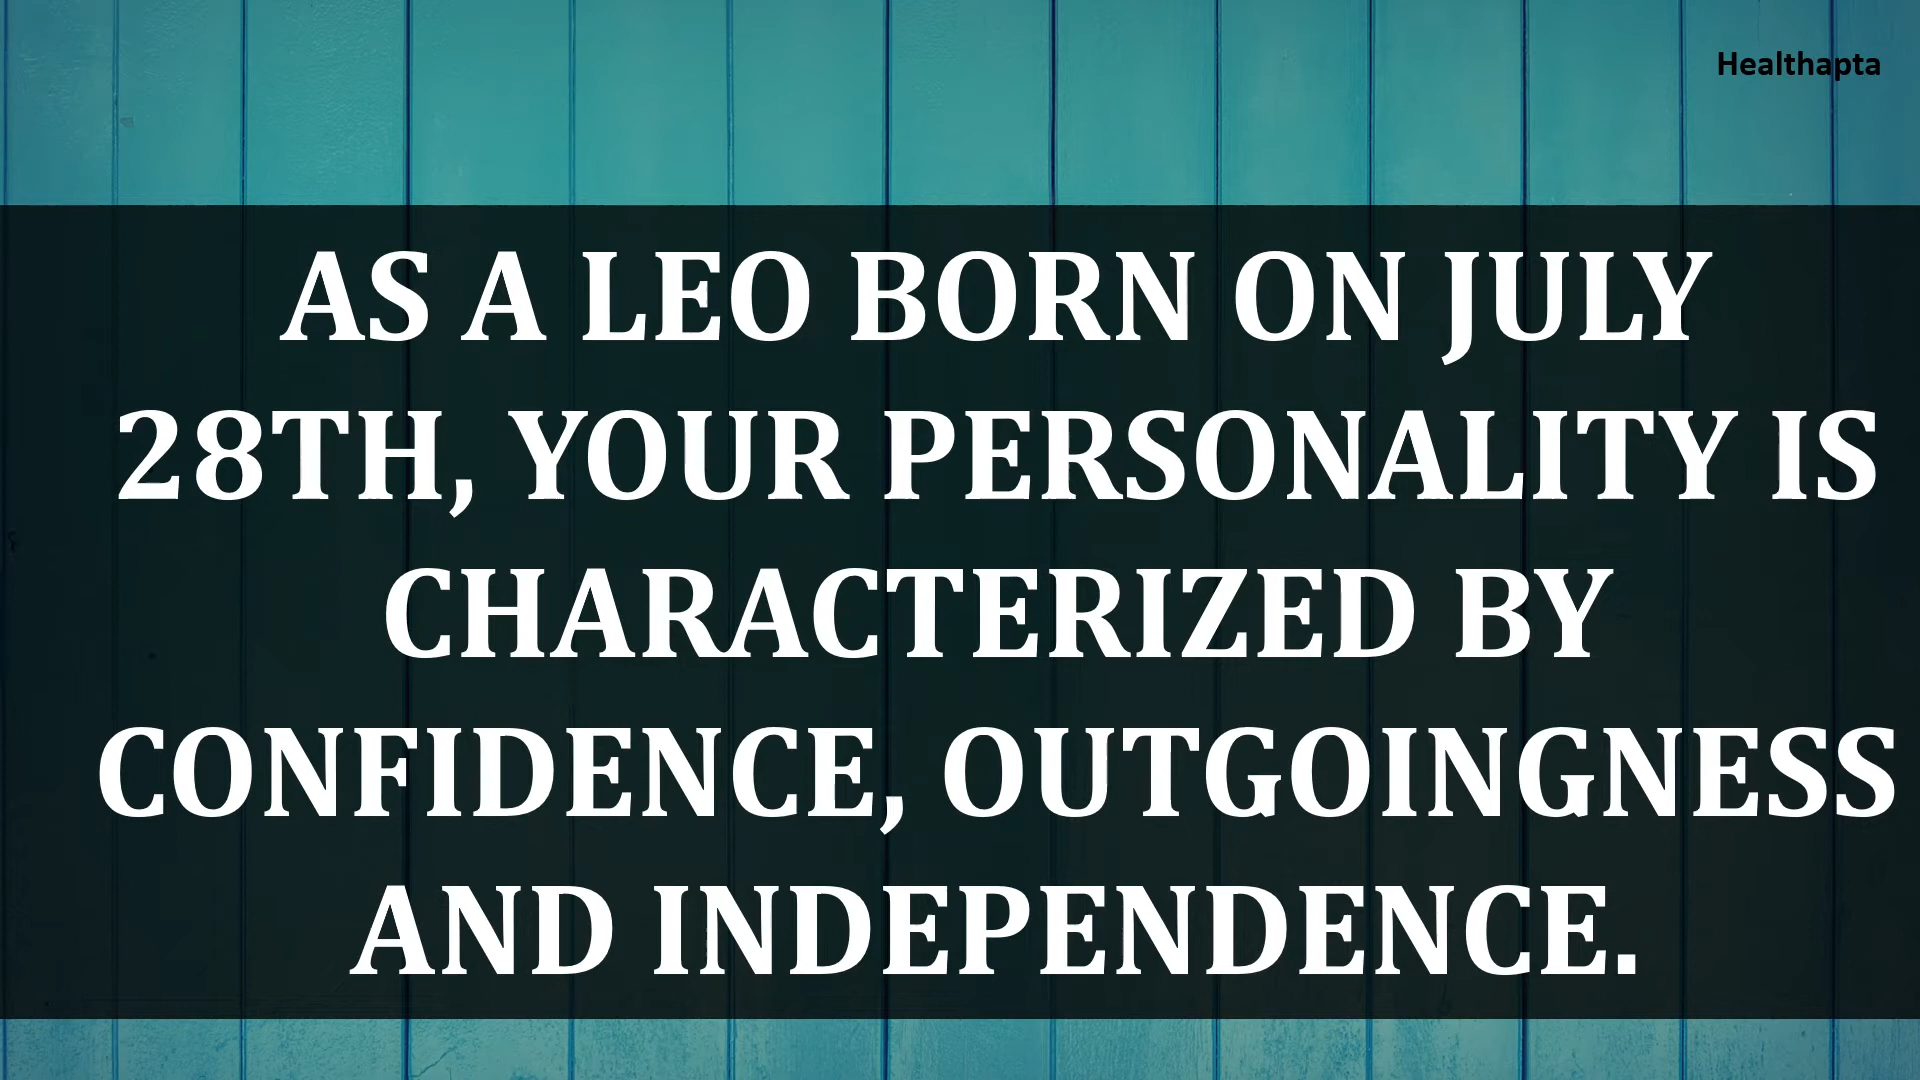 Healthapta
AS A LEO BORN ON JULY
28TH, YOUR PERSONALITY IS
CHARACTERIZED BY
CONFIDENCE, OUTGOINGNESS
AND INDEPENDENCE.